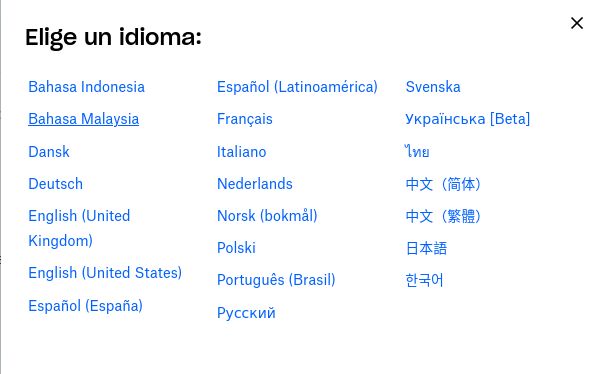 Elige un idioma:
Bahasa Indonesia
Bahasa Malaysia
Dansk
Deutsch
English (United
Kingdom)
English (United States)
Español (España)
Español (Latinoamérica)
Français
Italiano
Nederlands
Norsk (bokmål)
Polski
Português (Brasil)
Русский
Svenska
Українська [Beta]
ไทย
中文（简体）
中文（繁體）
日本語
한국어